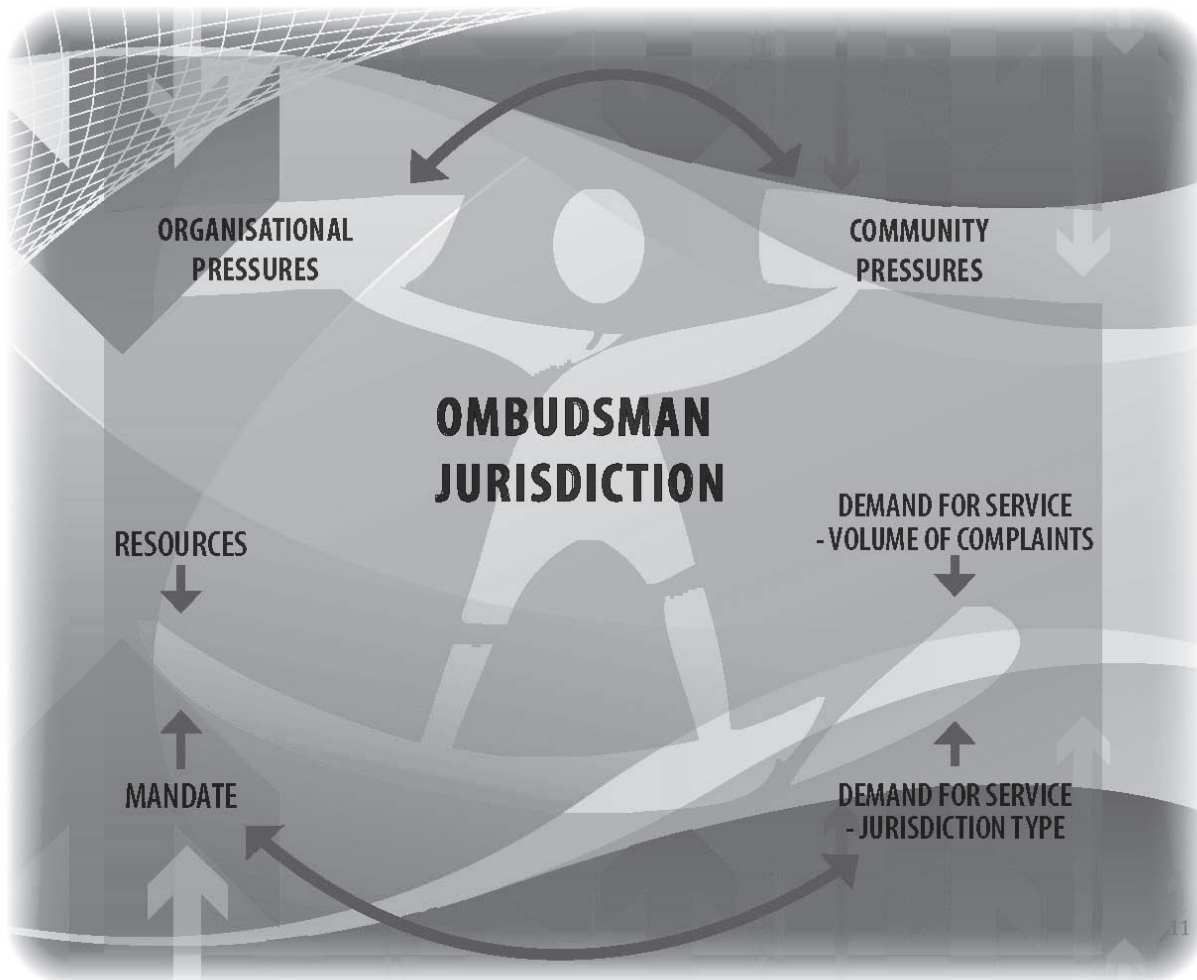 ORGANISATIONAL
PRESSURES
COMMUNITY
PRESSURES
OMBUDSMAN
JURISDICTION
RESOURCES
DEMAND FOR SERVICE
- VOLUME OF COMPLAINTS
MANDATE
DEMAND FOR SERVICE
- JURISDICTION TYPE
11